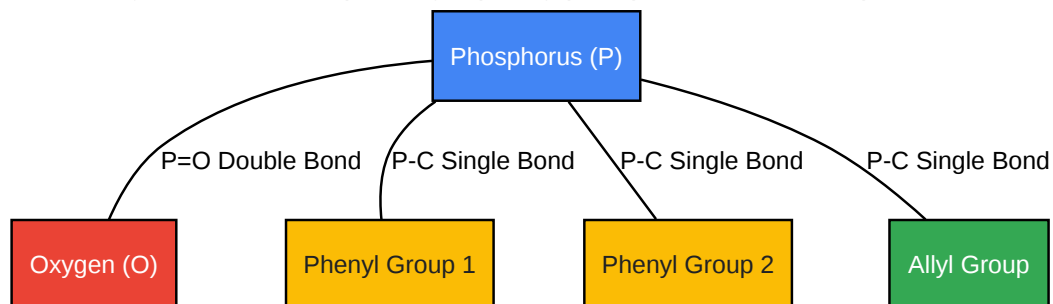 Phosphorus (P)
P=O Double Bond
P-C Single Bond
P-C Single Bond
P-C Single Bond
Oxygen (O)
Phenyl Group 1
Phenyl Group 2
Allyl Group